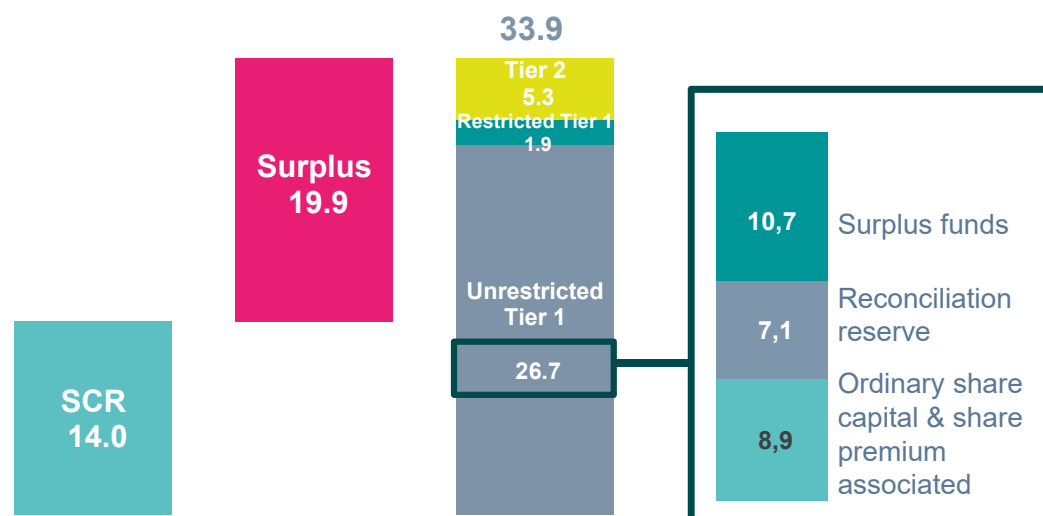 33.9
Tier 2
5.3
Restricted Tier 1
1.9
Surplus
19.9
Unrestricted
Tier 1
26.7
SCR
14.0
10,7
Surplus funds
7,1
Reconciliation
reserve
8,9
Ordinary share
capital & share
premium
associated